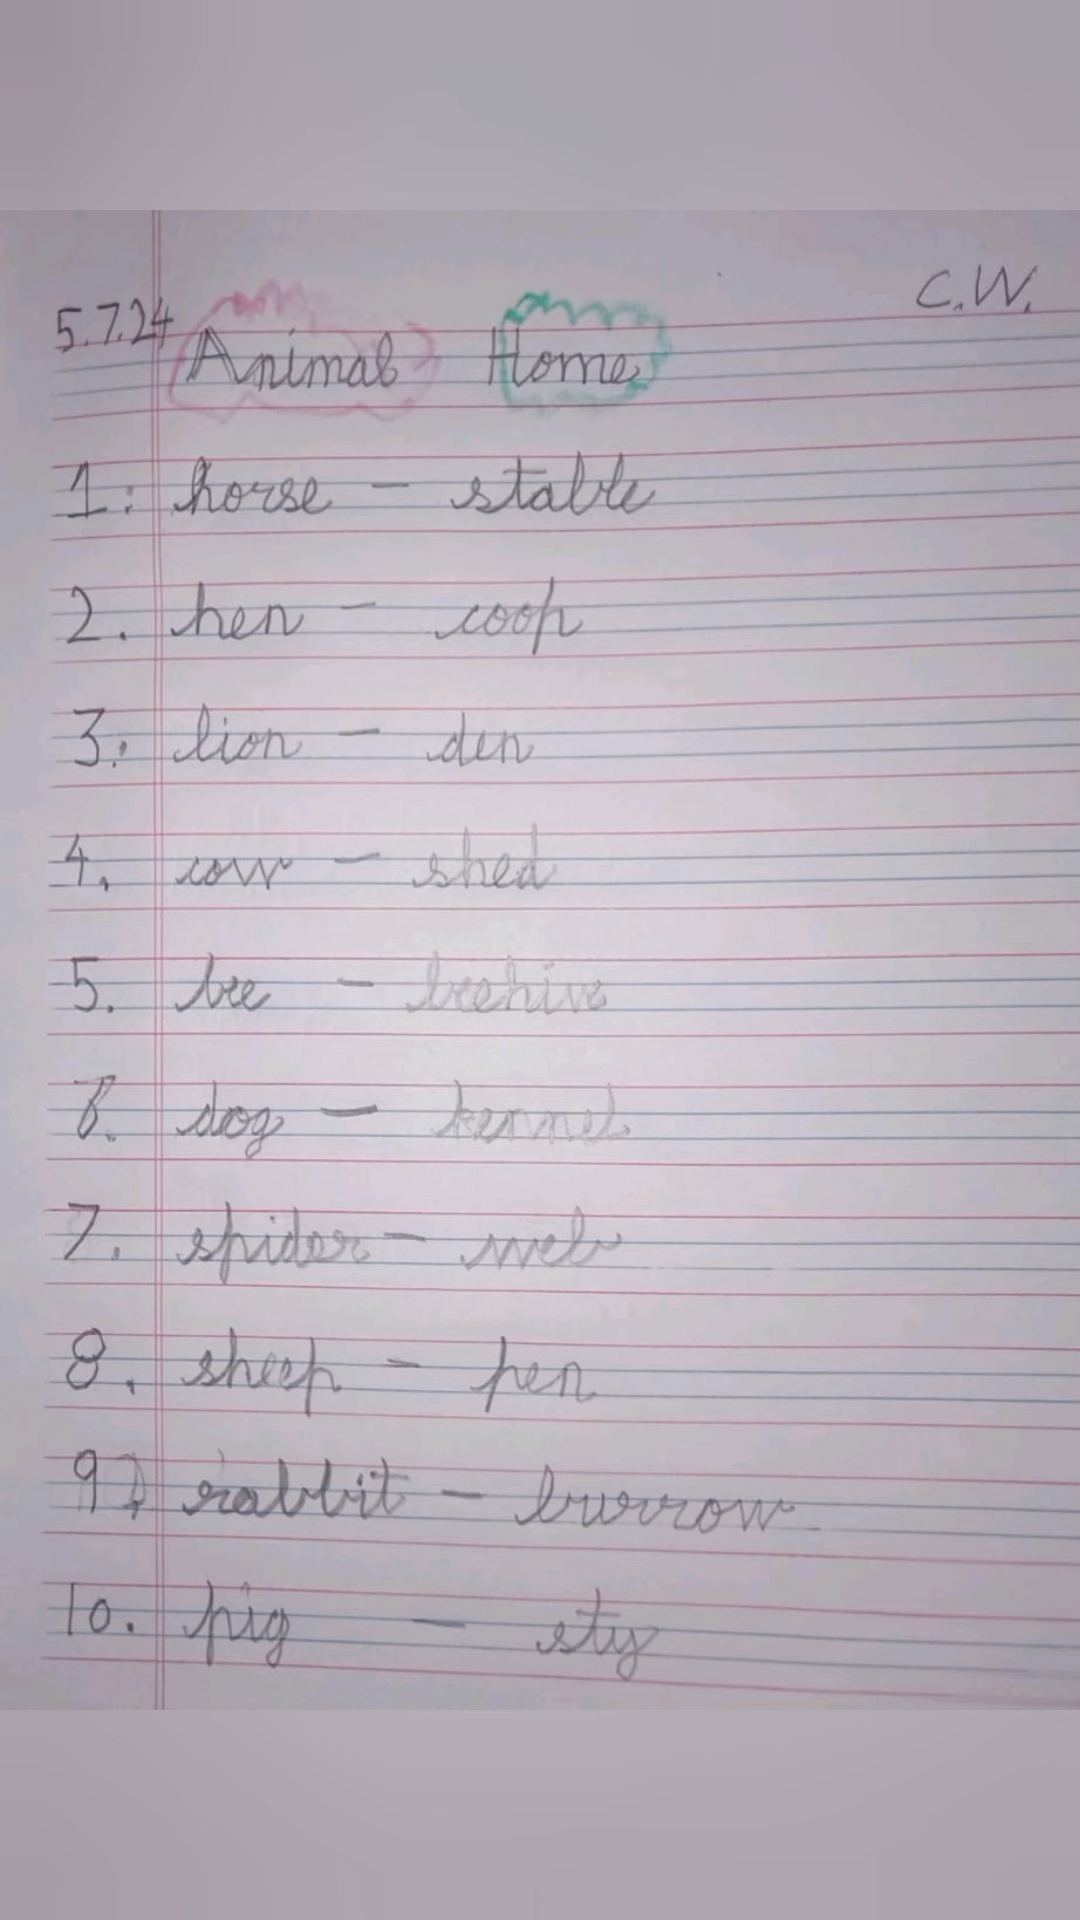 C.W.
5.7.24 Animal Home
1. horse - stable
2. hen - coop
3. lion - den
4. cow - shed
5. bee - beehive
6. dog - kennel
7. spider - web
8. sheep - pen
9. rabbit - burrow
10. pig - sty